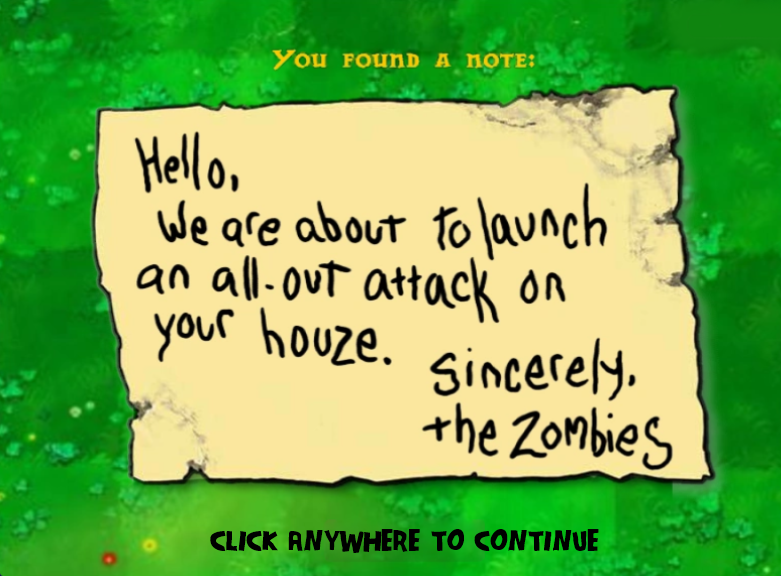 You found a note:
Hello,
We are about to launch
an all-out attack on
your houze.
Sincerely,
the Zombies
CLICK ANYWHERE TO CONTINUE